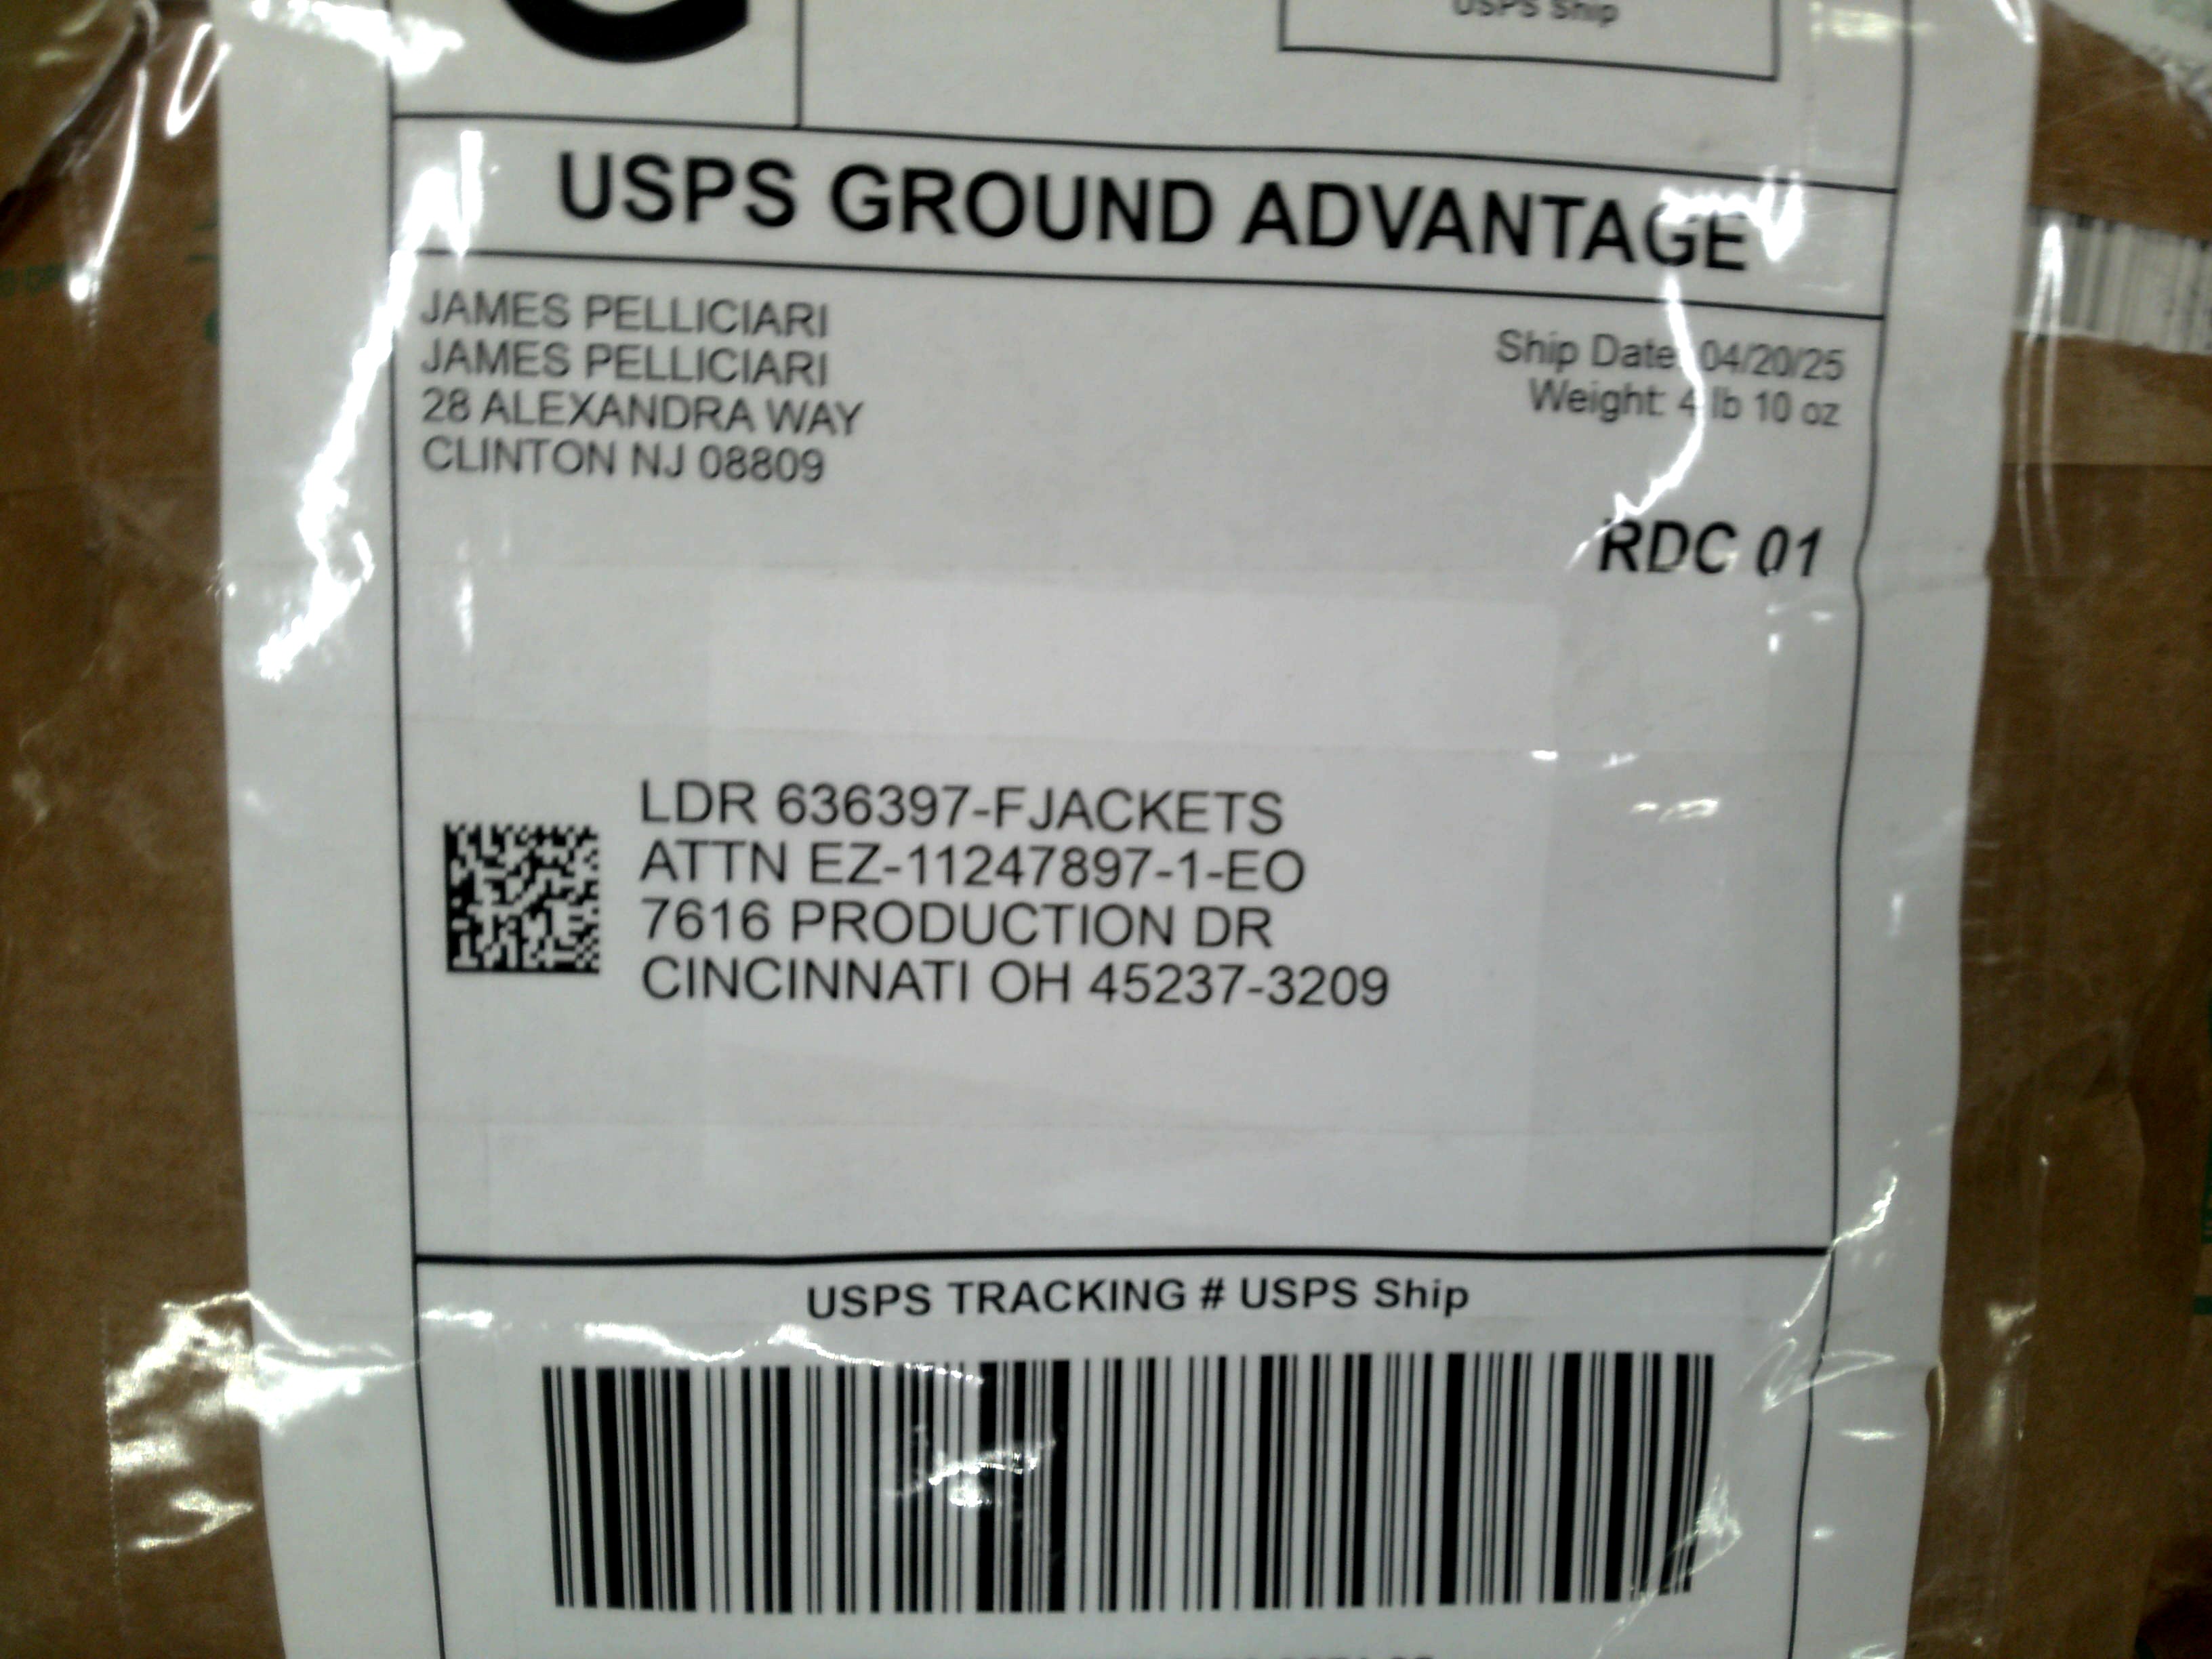 USPS Ship
USPS GROUND ADVANTAGE
JAMES PELLICIARI
JAMES PELLICIARI
28 ALEXANDRA WAY
CLINTON NJ 08809
Ship Date: 04/20/25
Weight: 4 lb 10 oz
RDC 01
LDR 636397-FJACKETS
ATTN EZ-11247897-1-EO
7616 PRODUCTION DR
CINCINNATI OH 45237-3209
USPS TRACKING # USPS Ship